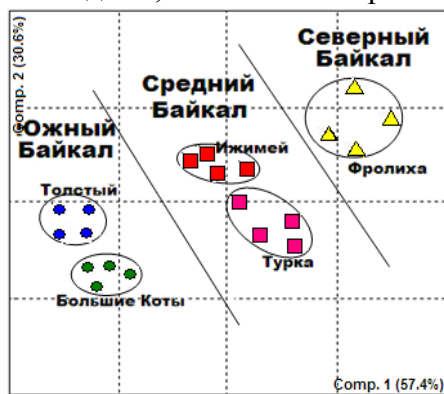 Северный
Байкал
Средний
Байкал
Comp. 2 (30.6%)
Южный
Байкал
Ижимей
Фролиха
Толстый
Турка
Большие Коты
Comp. 1 (57.4%)